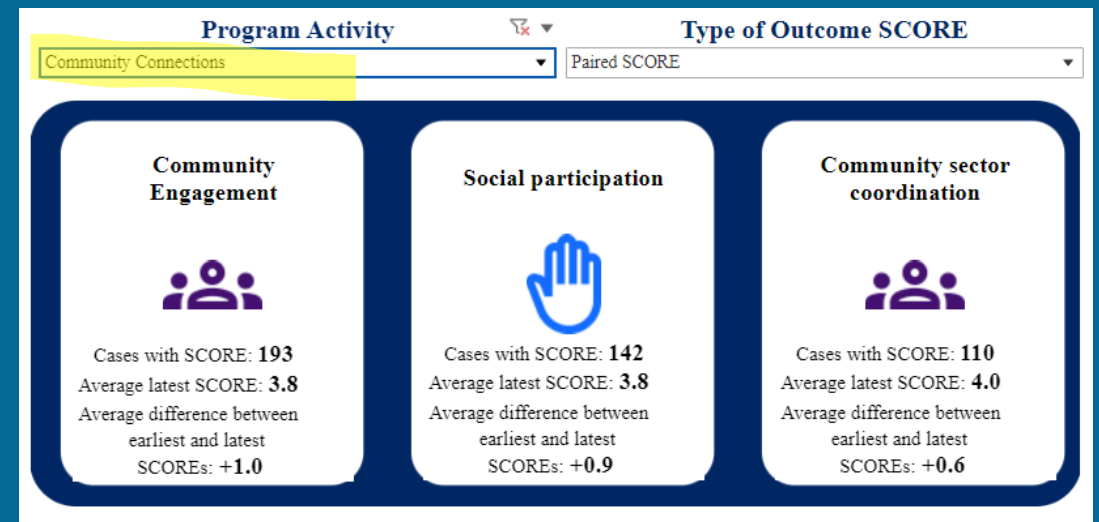 Program Activity
Type of Outcome SCORE
Community Connections
Paired SCORE
Community
Engagement
Cases with SCORE: 193
Average latest SCORE: 3.8
Average difference between
earliest and latest
SCOREs: +1.0
Social participation
Cases with SCORE: 142
Average latest SCORE: 3.8
Average difference between
earliest and latest
SCOREs: +0.9
Community sector
coordination
Cases with SCORE: 110
Average latest SCORE: 4.0
Average difference between
earliest and latest
SCOREs: +0.6